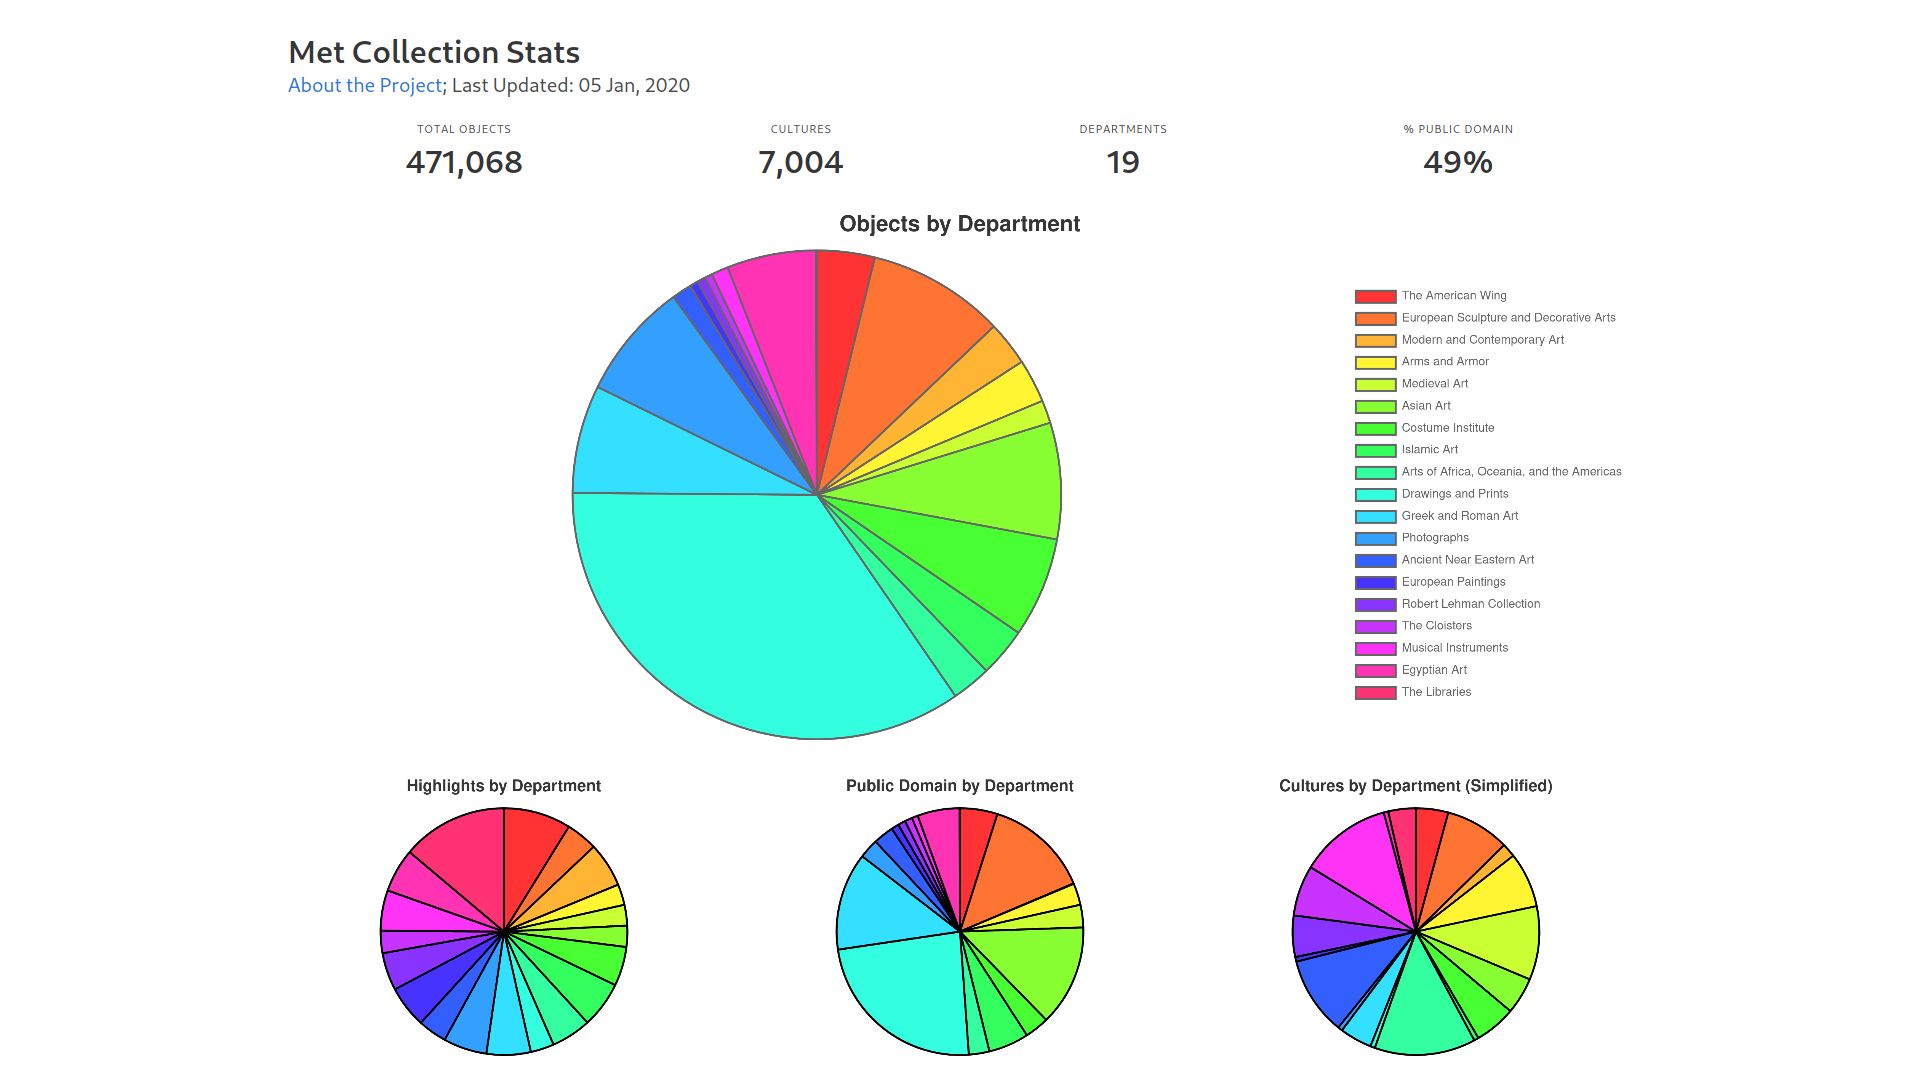 Met Collection Stats
About the Project; Last Updated: 05 Jan, 2020
TOTAL OBJECTS
471,068
CULTURES
7,004
DEPARTMENTS
19
% PUBLIC DOMAIN
49%
Objects by Department
The American Wing
European Sculpture and Decorative Arts
Modern and Contemporary Art
Arms and Armor
Medieval Art
Asian Art
Costume Institute
Islamic Art
Arts of Africa, Oceania, and the Americas
Drawings and Prints
Greek and Roman Art
Photographs
Ancient Near Eastern Art
European Paintings
Robert Lehman Collection
The Cloisters
Musical Instruments
Egyptian Art
The Libraries
Highlights by Department
Public Domain by Department
Cultures by Department (Simplified)